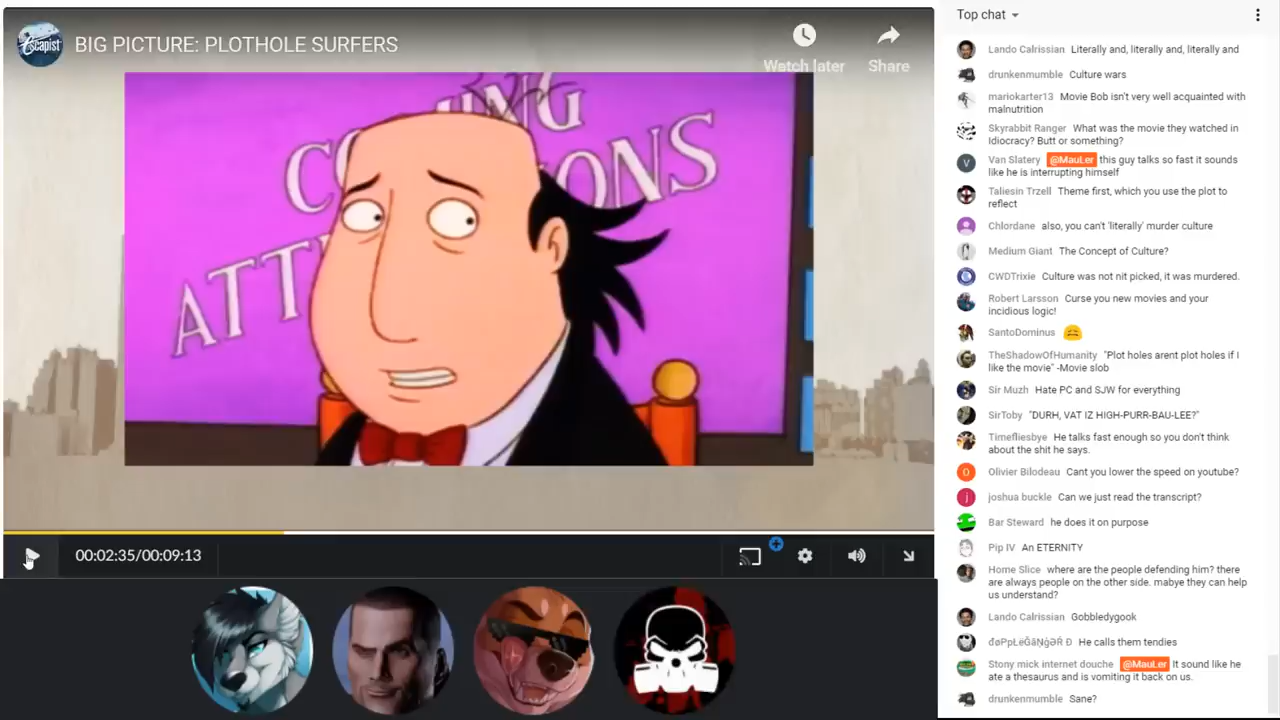 Escapist
BIG PICTURE: PLOTHOLE SURFERS
Watch later
Share
ATT
00:02:35/00:09:13
Top chat
Lando Calrissian Literally and, literally and, literally and
drunkenmumble Culture wars
mariokarter13 Movie Bob isn't very well acquainted with
malnutrition
Skyrabbit Ranger What was the movie they watched in
Idiocracy? Butt or something?
Van Slatery @MauLer this guy talks so fast it sounds
like he is interrupting himself
Taliesin Trzell Theme first, which you use the plot to
reflect
Chlordane also, you can't 'literally' murder culture
Medium Giant The Concept of Culture?
CWDTrixie Culture was not nit picked, it was murdered.
Robert Larsson Curse you new movies and your
incidious logic!
SantoDominus
TheShadowOfHumanity "Plot holes arent plot holes if I
like the movie" -Movie slob
Sir Muzh Hate PC and SJW for everything
SirToby "DURH, VAT IZ HIGH-PURR-BAU-LEE?"
Timefliesbye He talks fast enough so you don't think
about the shit he says.
Olivier Bilodeau Cant you lower the speed on youtube?
joshua buckle Can we just read the transcript?
Bar Steward he does it on purpose
Pip IV An ETERNITY
Home Slice where are the people defending him? there
are always people on the other side. mabye they can help
us understand?
Lando Calrissian Gobbledygook
He calls them tendies
Stony mick internet douche @MauLer It sound like he
ate a thesaurus and is vomiting it back on us.
drunkenmumble Sane?